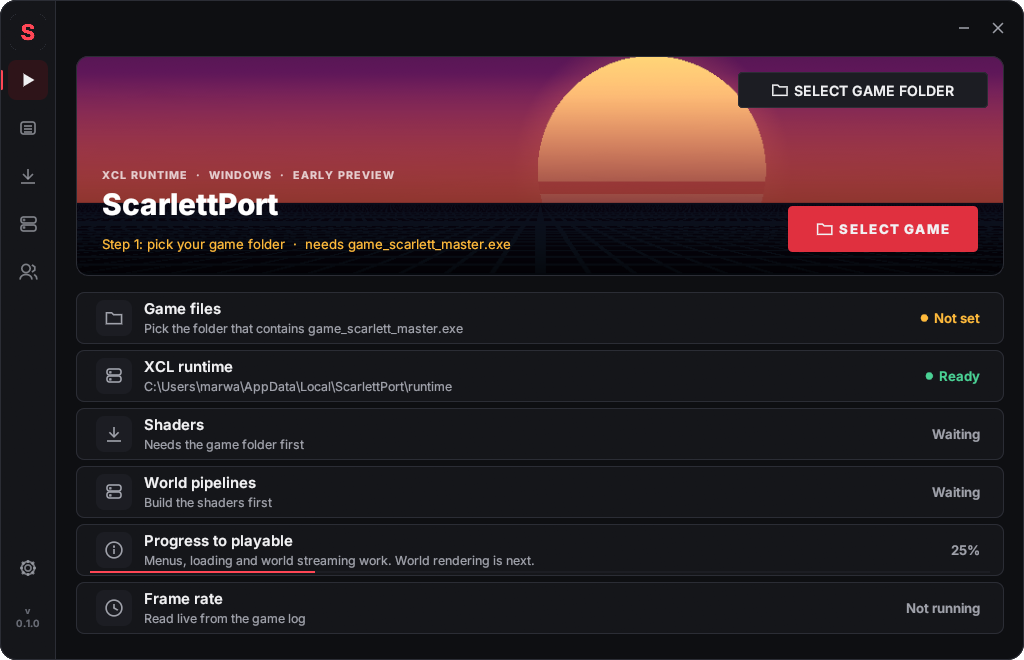 S
SELECT GAME FOLDER
XCL RUNTIME · WINDOWS · EARLY PREVIEW
ScarlettPort
Step 1: pick your game folder · needs game_scarlett_master.exe
SELECT GAME
Game files
Pick the folder that contains game_scarlett_master.exe
Not set
XCL runtime
C:\Users\marwa\AppData\Local\ScarlettPort\runtime
Ready
Shaders
Needs the game folder first
Waiting
World pipelines
Build the shaders first
Waiting
Progress to playable
Menus, loading and world streaming work. World rendering is next.
25%
Frame rate
Read live from the game log
Not running
v
0.1.0